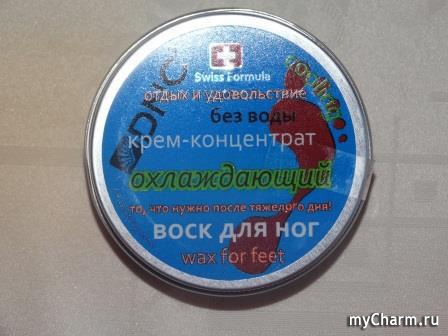 Swiss Formula
DNC
отдых и удовольствие
без воды
крем-концентрат
охлаждающий
то, что нужно после тяжелого дня!
воск для ног
wax for feet
myCharm.ru